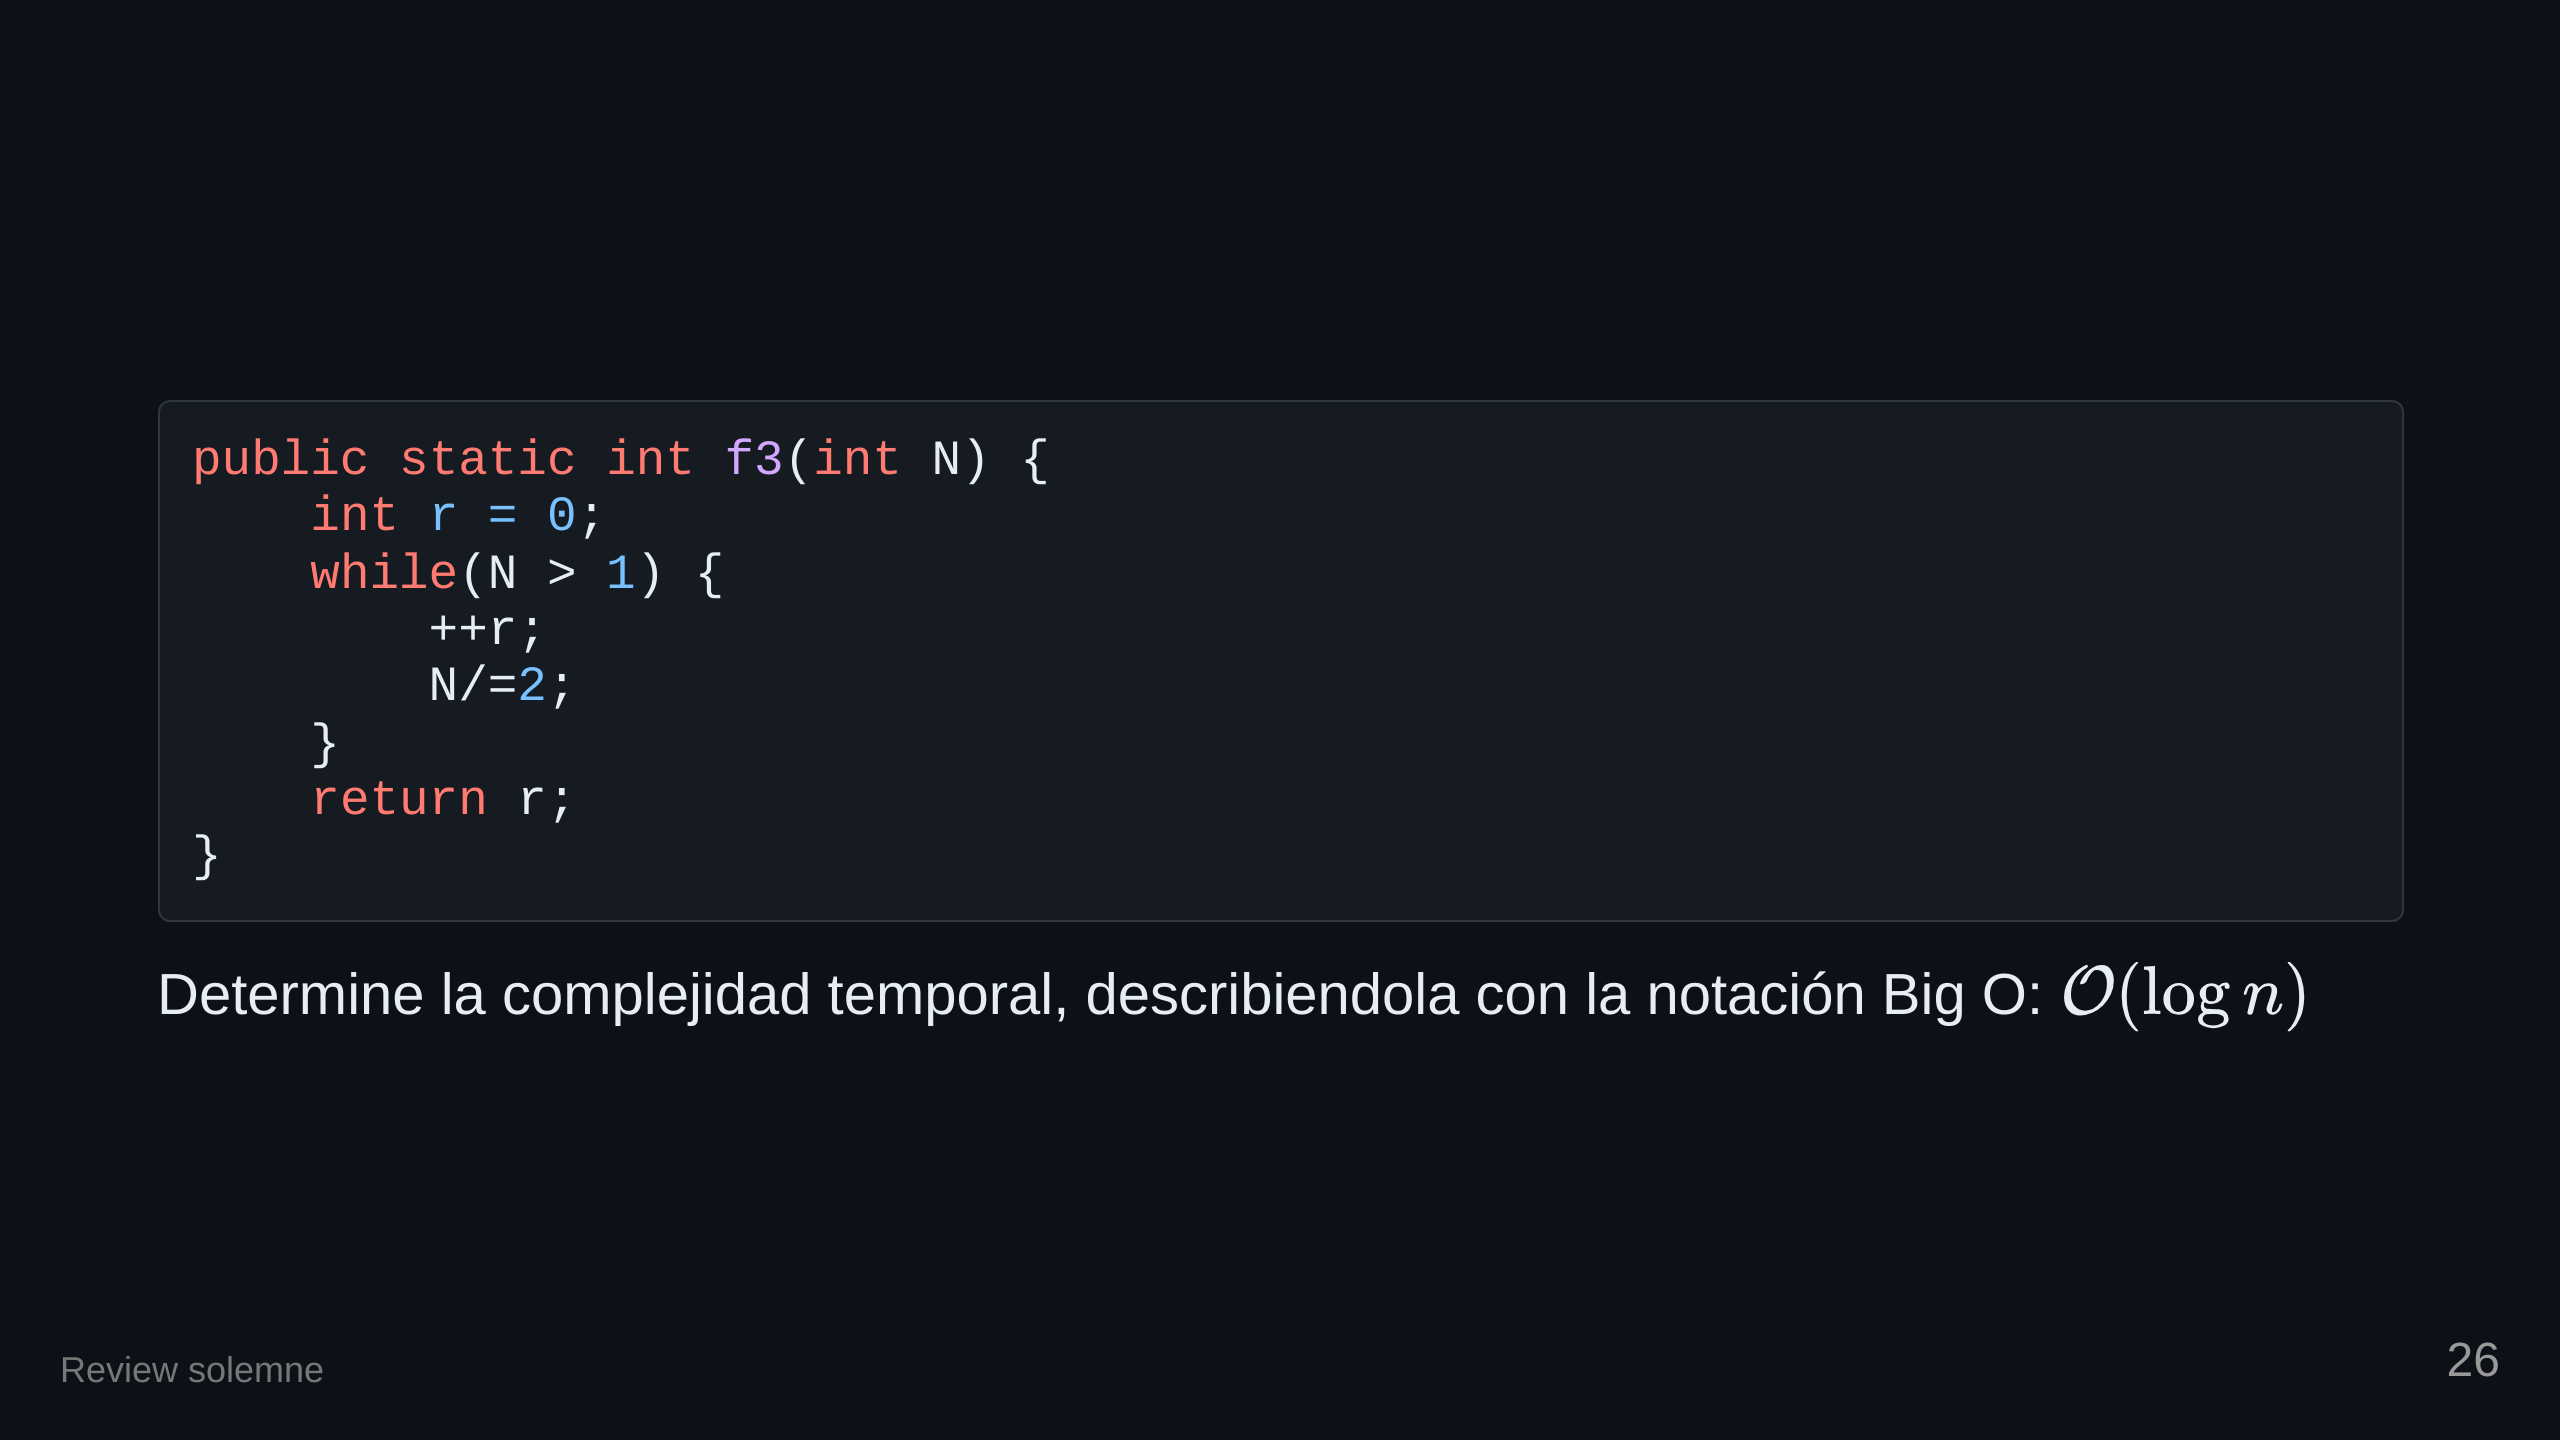 public static int f3(int N) {
    int r = 0;
    while(N > 1) {
        ++r;
        N/=2;
    }
    return r;
}
Determine la complejidad temporal, describiendola con la notación Big O: 𝒪(log n)
Review solemne
26